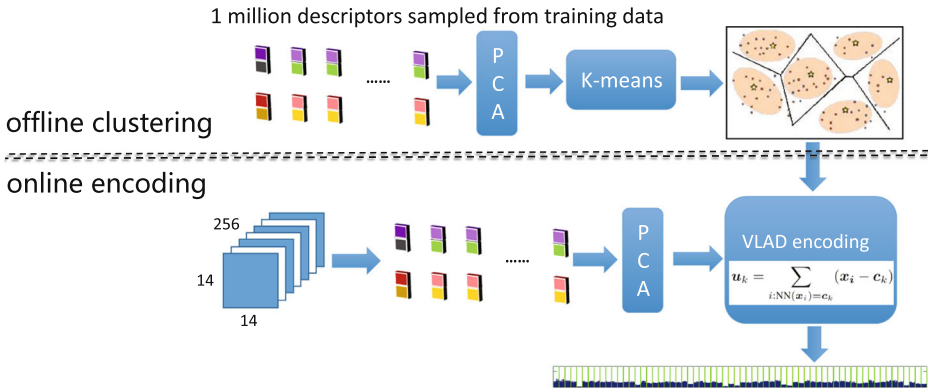 1 million descriptors sampled from training data
......
P
C
A
K-means
offline clustering
online encoding
256
14
14
......
P
C
A
VLAD encoding
u_k = ∑_{i:NN(x_i)=c_k} (x_i − c_k)